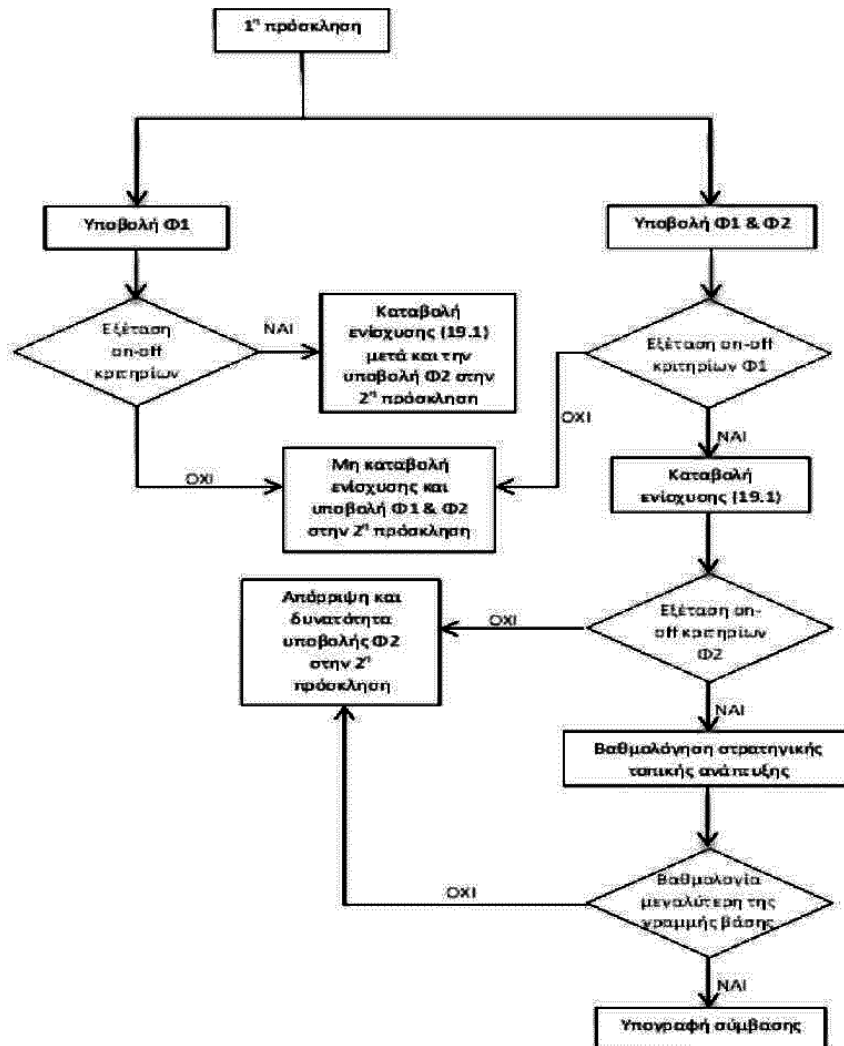 1η πρόσκληση
Υποβολή Φ1
Υποβολή Φ1 & Φ2
Εξέταση
on-off
κριτηρίων
ΝΑΙ
Καταβολή
ενίσχυσης (19.1)
μετά και την
υποβολή Φ2 στην
2η πρόσκληση
Εξέταση on-off
κριτηρίων Φ1
ΟΧΙ
ΝΑΙ
ΟΧΙ
Μη καταβολή
ενίσχυσης και
υποβολή Φ1 & Φ2
στην 2η πρόσκληση
Καταβολή
ενίσχυσης (19.1)
Απόρριψη και
δυνατότητα
υποβολής Φ2
στην 2η
πρόσκληση
ΟΧΙ
Εξέταση on-
off κριτηρίων
Φ2
ΝΑΙ
Βαθμολόγηση στρατηγικής
τοπικής ανάπτυξης
ΟΧΙ
Βαθμολογία
μεγαλύτερη της
γραμμής βάσης
ΝΑΙ
Υπογραφή σύμβασης